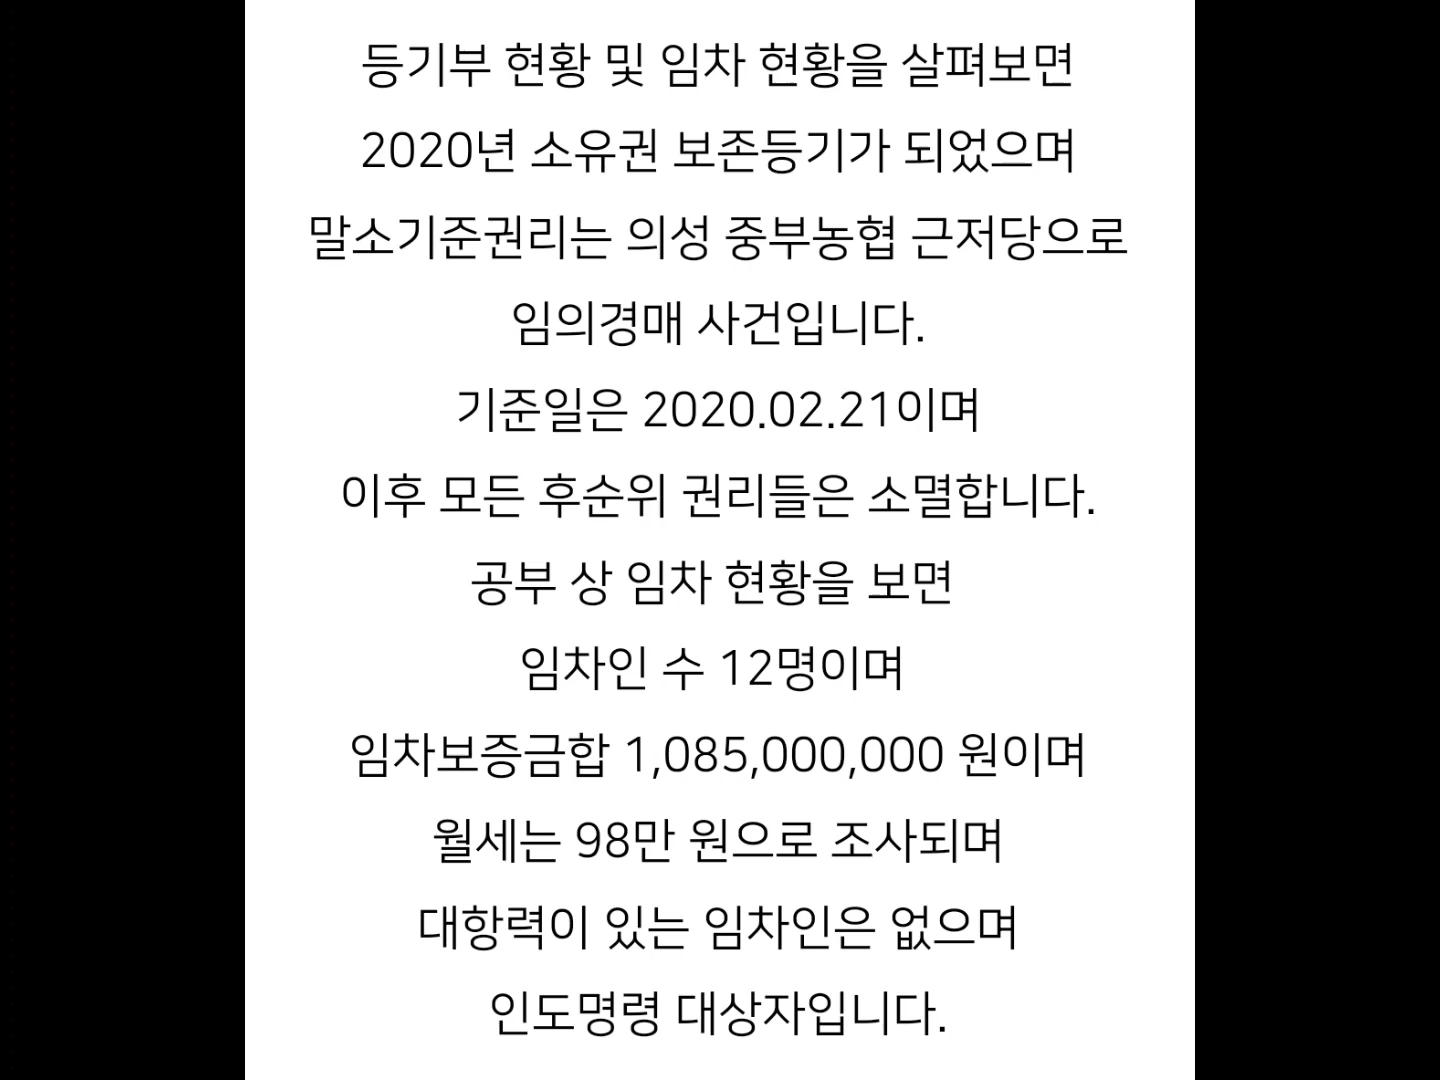 등기부 현황 및 임차 현황을 살펴보면
2020년 소유권 보존등기가 되었으며
말소기준권리는 의성 중부농협 근저당으로
임의경매 사건입니다.
기준일은 2020.02.21이며
이후 모든 후순위 권리들은 소멸합니다.
공부 상 임차 현황을 보면
임차인 수 12명이며
임차보증금합 1,085,000,000 원이며
월세는 98만 원으로 조사되며
대항력이 있는 임차인은 없으며
인도명령 대상자입니다.